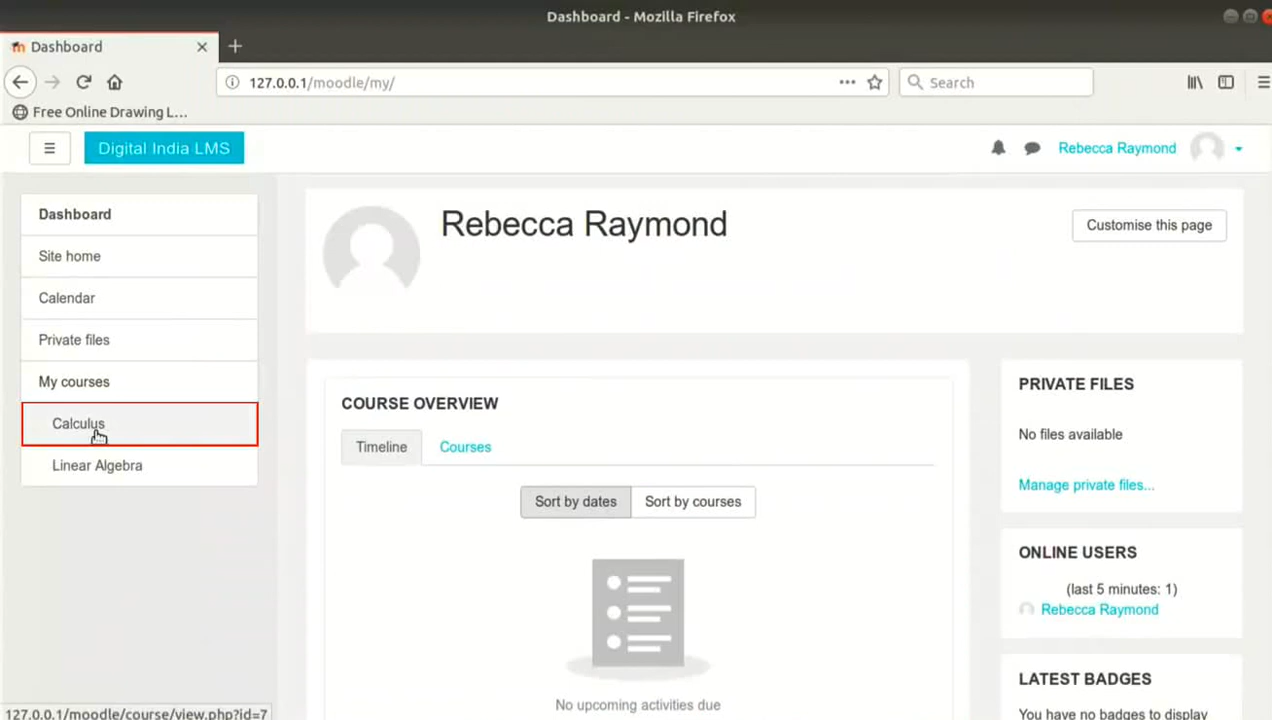 Dashboard - Mozilla Firefox
Dashboard
127.0.0.1/moodle/my/
Search
Free Online Drawing L...
Digital India LMS
Rebecca Raymond
Dashboard
Site home
Calendar
Private files
My courses
Calculus
Linear Algebra
Rebecca Raymond
Customise this page
COURSE OVERVIEW
Timeline
Courses
Sort by dates
Sort by courses
No upcoming activities due
PRIVATE FILES
No files available
Manage private files...
ONLINE USERS
(last 5 minutes: 1)
Rebecca Raymond
LATEST BADGES
You have no badges to display
127.0.0.1/moodle/course/view.php?id=7